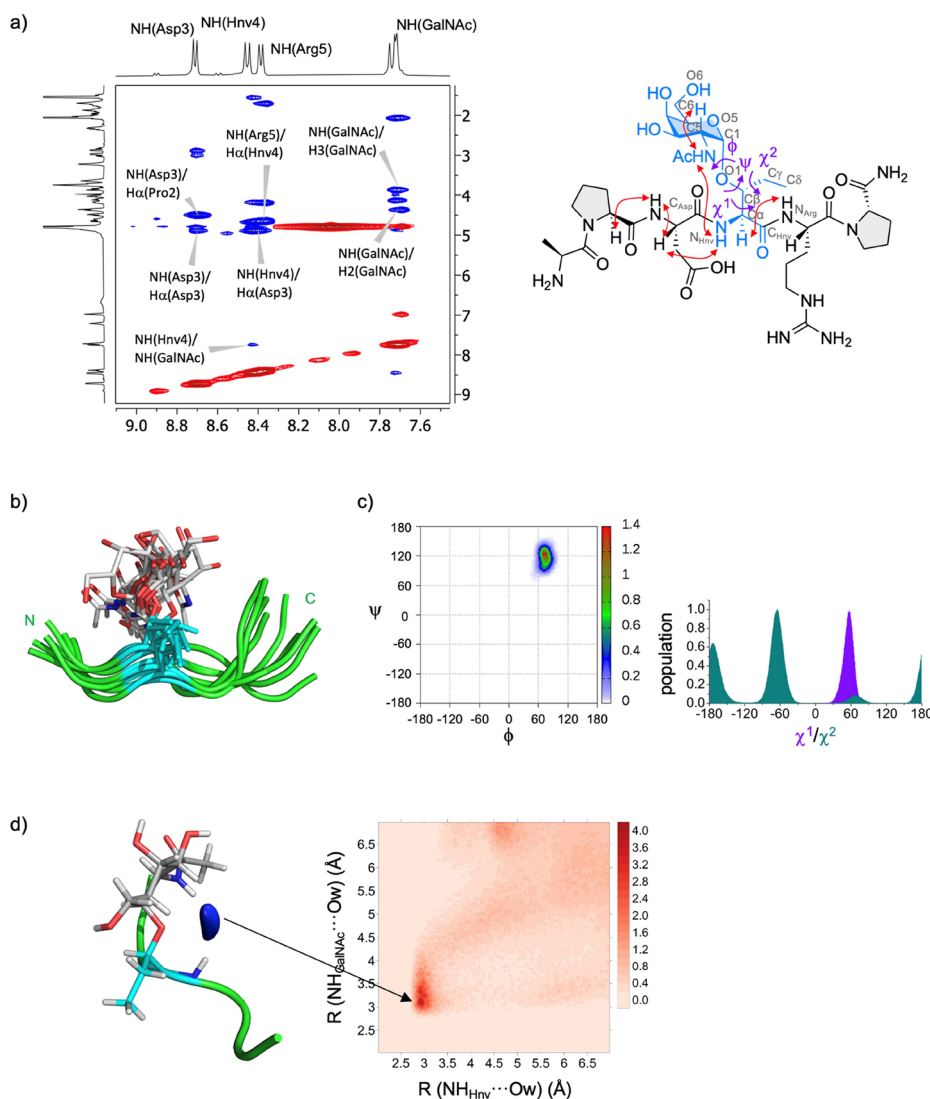 a)
NH(Asp3)
NH(Hnv4)
NH(Arg5)
NH(GalNAc)
NH(Arg5)/
Hα(Hnv4)
NH(GalNAc)/
H3(GalNAc)
NH(Asp3)/
Hα(Pro2)
NH(Asp3)/
Hα(Asp3)
NH(Hnv4)/
Hα(Asp3)
NH(GalNAc)/
H2(GalNAc)
NH(Hnv4)/
NH(GalNAc)
2
3
4
5
6
7
8
9
9.0 8.8 8.6 8.4 8.2 8.0 7.8 7.6
O6
HO OH
C6 H O5
HO C5 C1
AcHN ϕ
O1 ψ χ2
Cγ Cδ
χ1 Cβ
H O CAsp O H Cα H NArg O NH2
N N N N
H O NHnv H H CHnv O
O
H2N
O OH
NH
HN NH2
b)
N
C
c)
180
120
60
0
-60
-120
-180
ψ
-180 -120 -60 0 60 120 180
ϕ
1.4
1.2
1
0.8
0.6
0.4
0.2
0
population
1.0
0.8
0.6
0.4
0.2
0.0
-180 -120 -60 0 60 120 180
χ1/χ2
d)
R (NHGalNAc···Ow) (Å)
6.5
6
5.5
5
4.5
4
3.5
3
2.5
2.5 3 3.5 4 4.5 5 5.5 6 6.5
R (NHHnv···Ow) (Å)
4.0
3.6
3.2
2.8
2.4
2.0
1.6
1.2
0.8
0.4
0.0